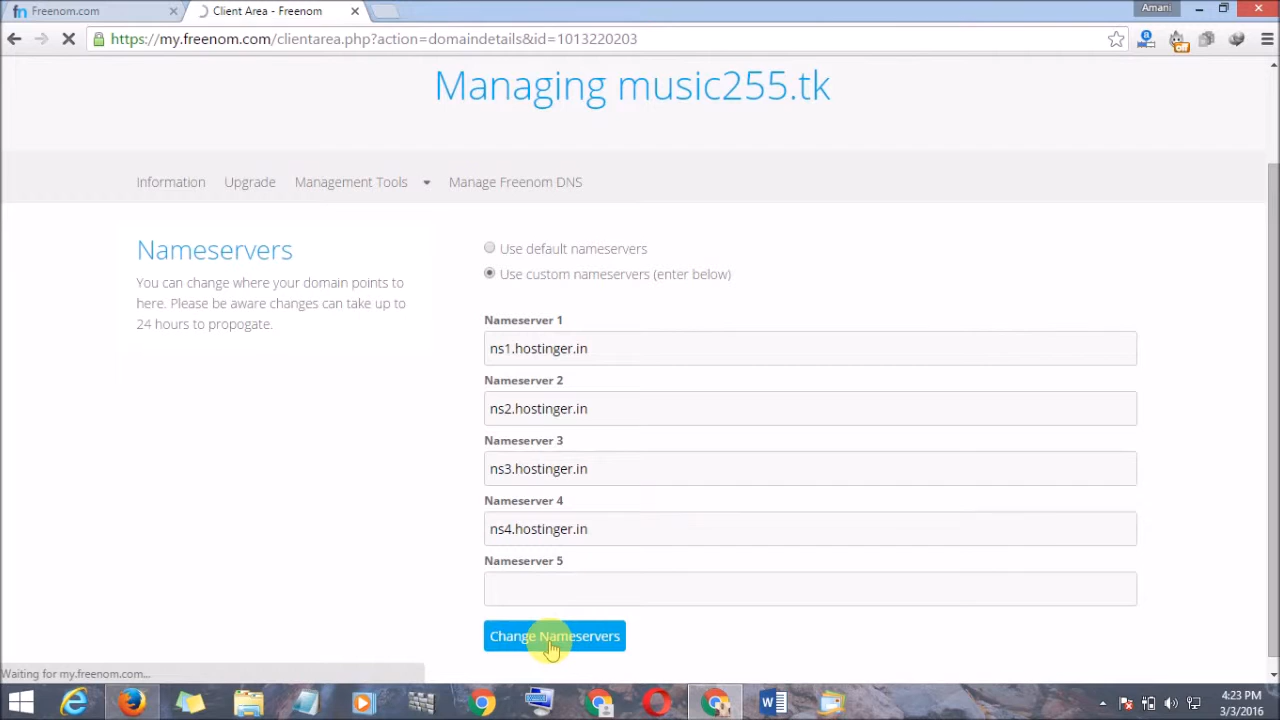 Freenom.com
Client Area - Freenom
Amani
https://my.freenom.com/clientarea.php?action=domaindetails&id=1013220203
B
off
Managing music255.tk
Information Upgrade Management Tools Manage Freenom DNS
Nameservers
You can change where your domain points to
here. Please be aware changes can take up to
24 hours to propogate.
Use default nameservers
Use custom nameservers (enter below)
Nameserver 1
ns1.hostinger.in
Nameserver 2
ns2.hostinger.in
Nameserver 3
ns3.hostinger.in
Nameserver 4
ns4.hostinger.in
Nameserver 5
Change Nameservers
Waiting for my.freenom.com...
4:23 PM
3/3/2016